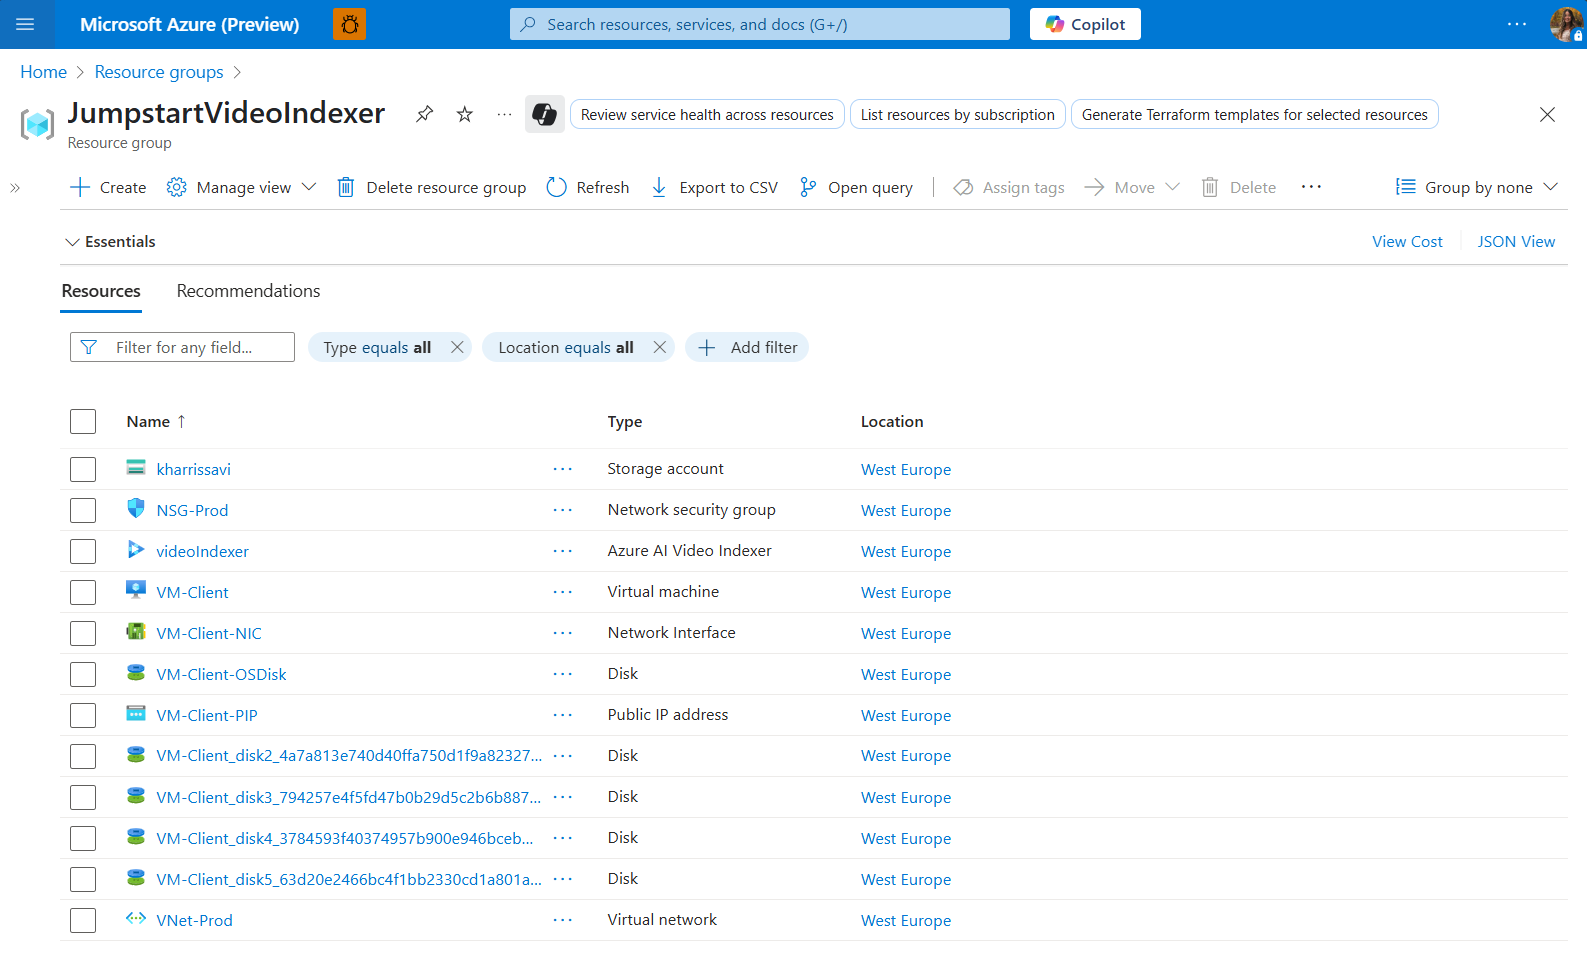 Microsoft Azure (Preview)
Search resources, services, and docs (G+/)
Copilot
Home
Resource groups
JumpstartVideoIndexer
Review service health across resources
List resources by subscription
Generate Terraform templates for selected resources
Resource group
Create
Manage view
Delete resource group
Refresh
Export to CSV
Open query
Assign tags
Move
Delete
Group by none
Essentials
View Cost
JSON View
Resources
Recommendations
Filter for any field...
Type equals all
Location equals all
Add filter
Name ↑ Type Location
kharrissavi ··· Storage account West Europe
NSG-Prod ··· Network security group West Europe
videoIndexer ··· Azure AI Video Indexer West Europe
VM-Client ··· Virtual machine West Europe
VM-Client-NIC ··· Network Interface West Europe
VM-Client-OSDisk ··· Disk West Europe
VM-Client-PIP ··· Public IP address West Europe
VM-Client_disk2_4a7a813e740d40ffa750d1f9a82327... ··· Disk West Europe
VM-Client_disk3_794257e4f5fd47b0b29d5c2b6b887... ··· Disk West Europe
VM-Client_disk4_3784593f40374957b900e946bceb... ··· Disk West Europe
VM-Client_disk5_63d20e2466bc4f1bb2330cd1a801a... ··· Disk West Europe
VNet-Prod ··· Virtual network West Europe